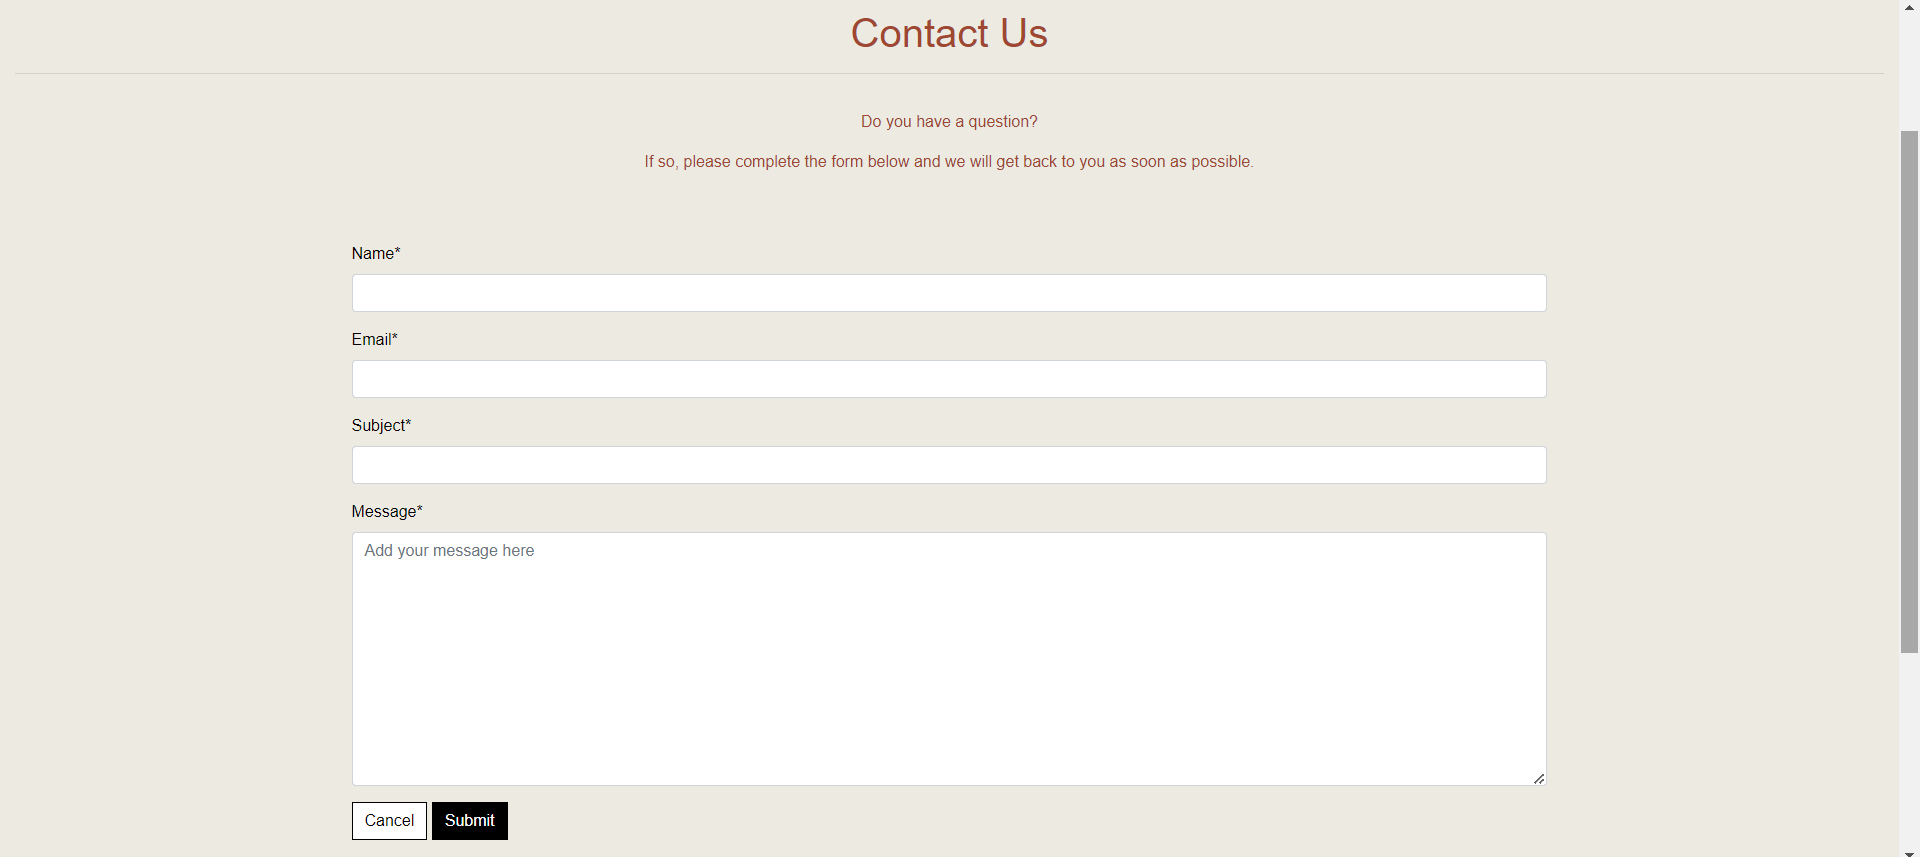 Contact Us
Do you have a question?
If so, please complete the form below and we will get back to you as soon as possible.
Name*
Email*
Subject*
Message*
Add your message here
Cancel Submit